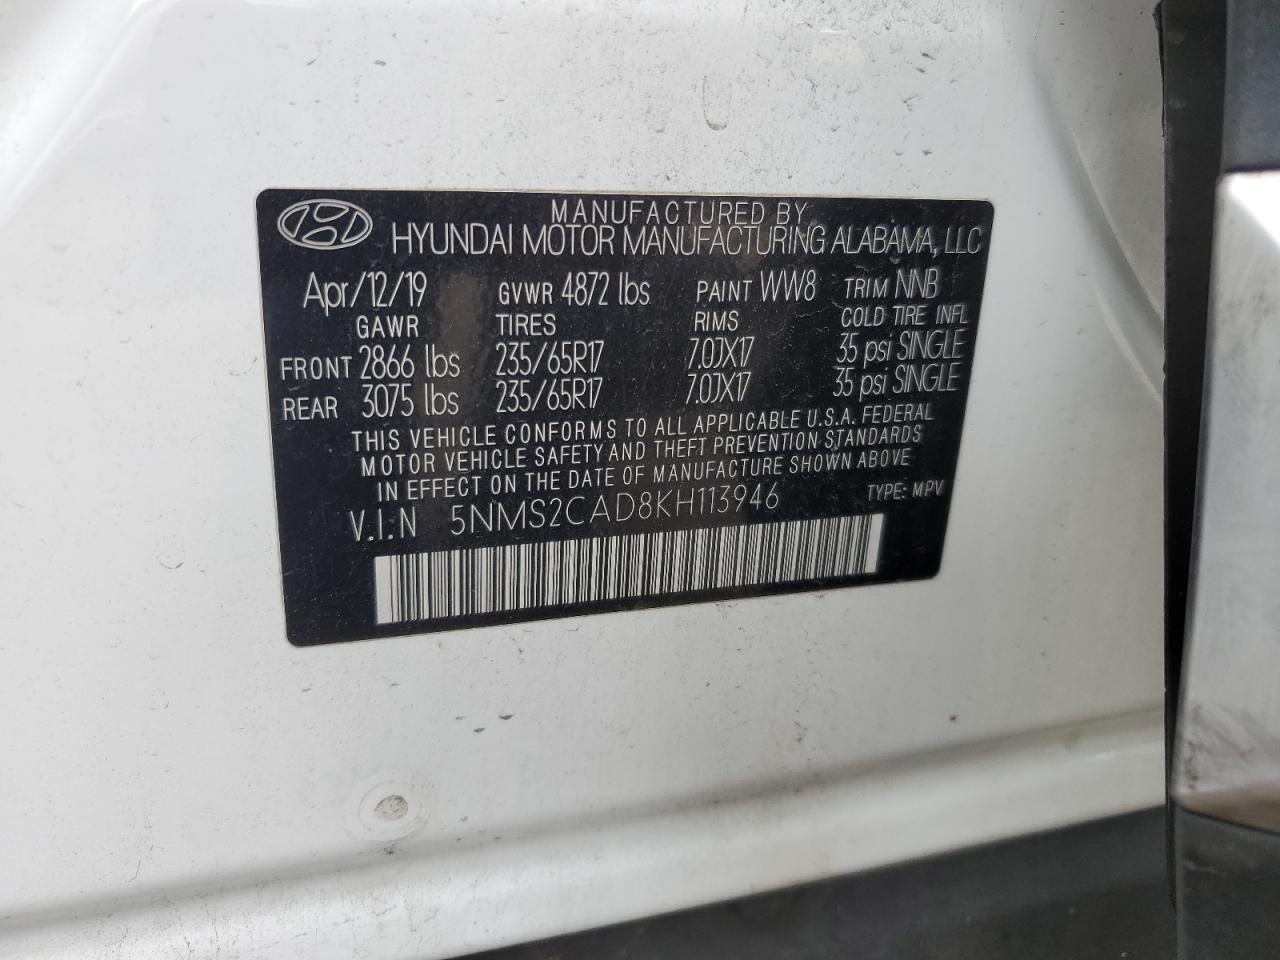 MANUFACTURED BY
HYUNDAI MOTOR MANUFACTURING ALABAMA, LLC
Apr/12/19 GVWR 4872 lbs PAINT WW8 TRIM NNB
GAWR TIRES RIMS COLD TIRE INFL
FRONT 2866 lbs 235/65R17 7.0JX17 35 psi SINGLE
REAR 3075 lbs 235/65R17 7.0JX17 35 psi SINGLE
THIS VEHICLE CONFORMS TO ALL APPLICABLE U.S.A. FEDERAL
MOTOR VEHICLE SAFETY AND THEFT PREVENTION STANDARDS
IN EFFECT ON THE DATE OF MANUFACTURE SHOWN ABOVE
V.I.N 5NMS2CAD8KH113946 TYPE: MPV